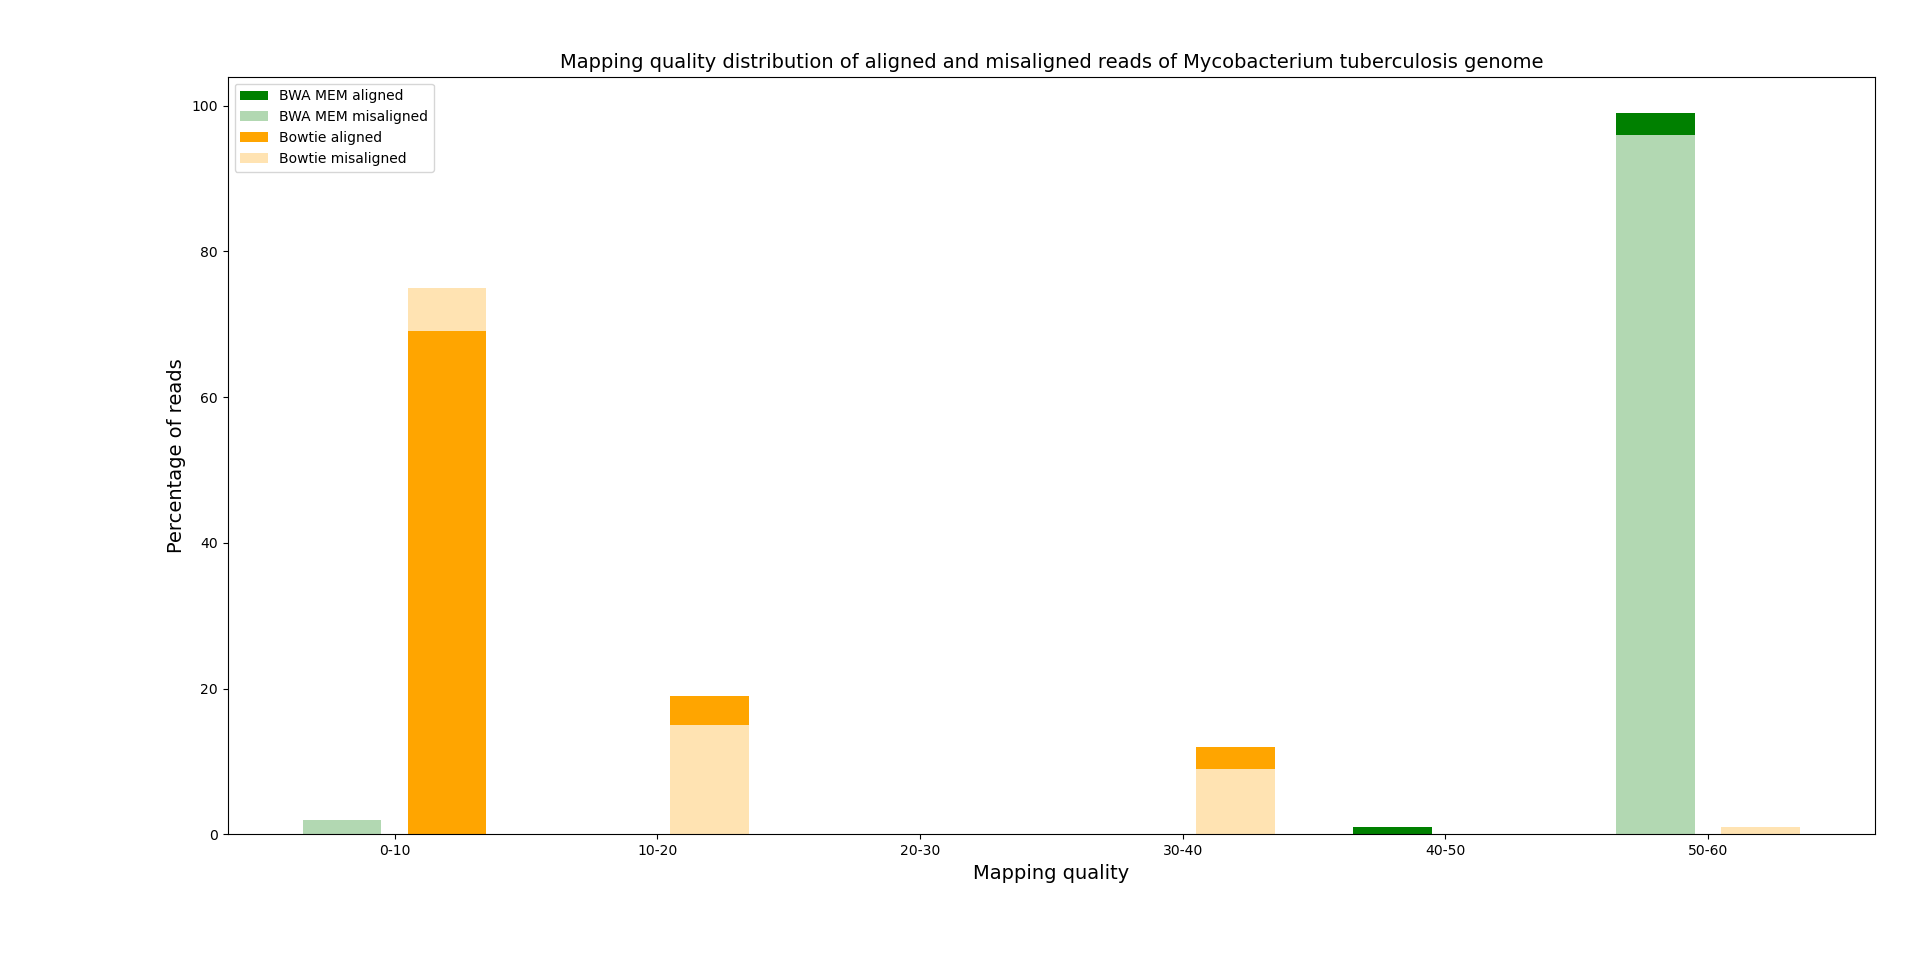 Mapping quality distribution of aligned and misaligned reads of Mycobacterium tuberculosis genome
BWA MEM aligned
BWA MEM misaligned
Bowtie aligned
Bowtie misaligned
100
80
60
40
20
0
Percentage of reads
0-10 10-20 20-30 30-40 40-50 50-60
Mapping quality